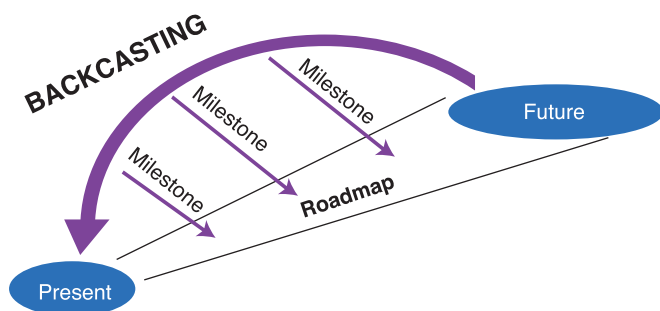 BACKCASTING
Milestone
Milestone
Milestone
Future
Roadmap
Present